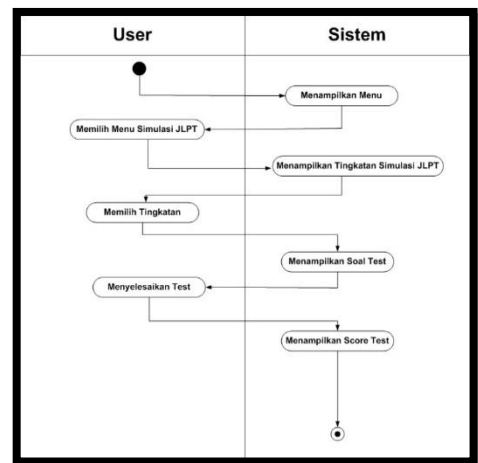 User
Sistem
Menampilkan Menu
Memilih Menu Simulasi JLPT
Menampilkan Tingkatan Simulasi JLPT
Memilih Tingkatan
Menampilkan Soal Test
Menyelesaikan Test
Menampilkan Score Test